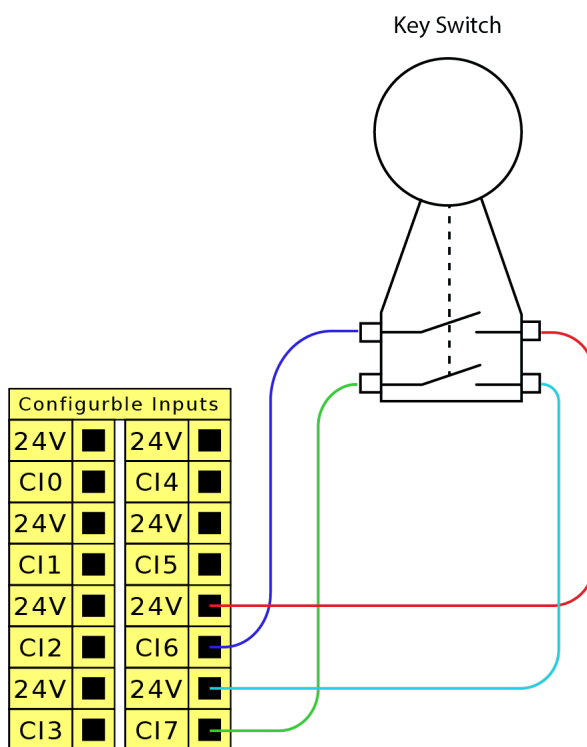 Key Switch
Configurble Inputs
24V 24V
CI0 CI4
24V 24V
CI1 CI5
24V 24V
CI2 CI6
24V 24V
CI3 CI7